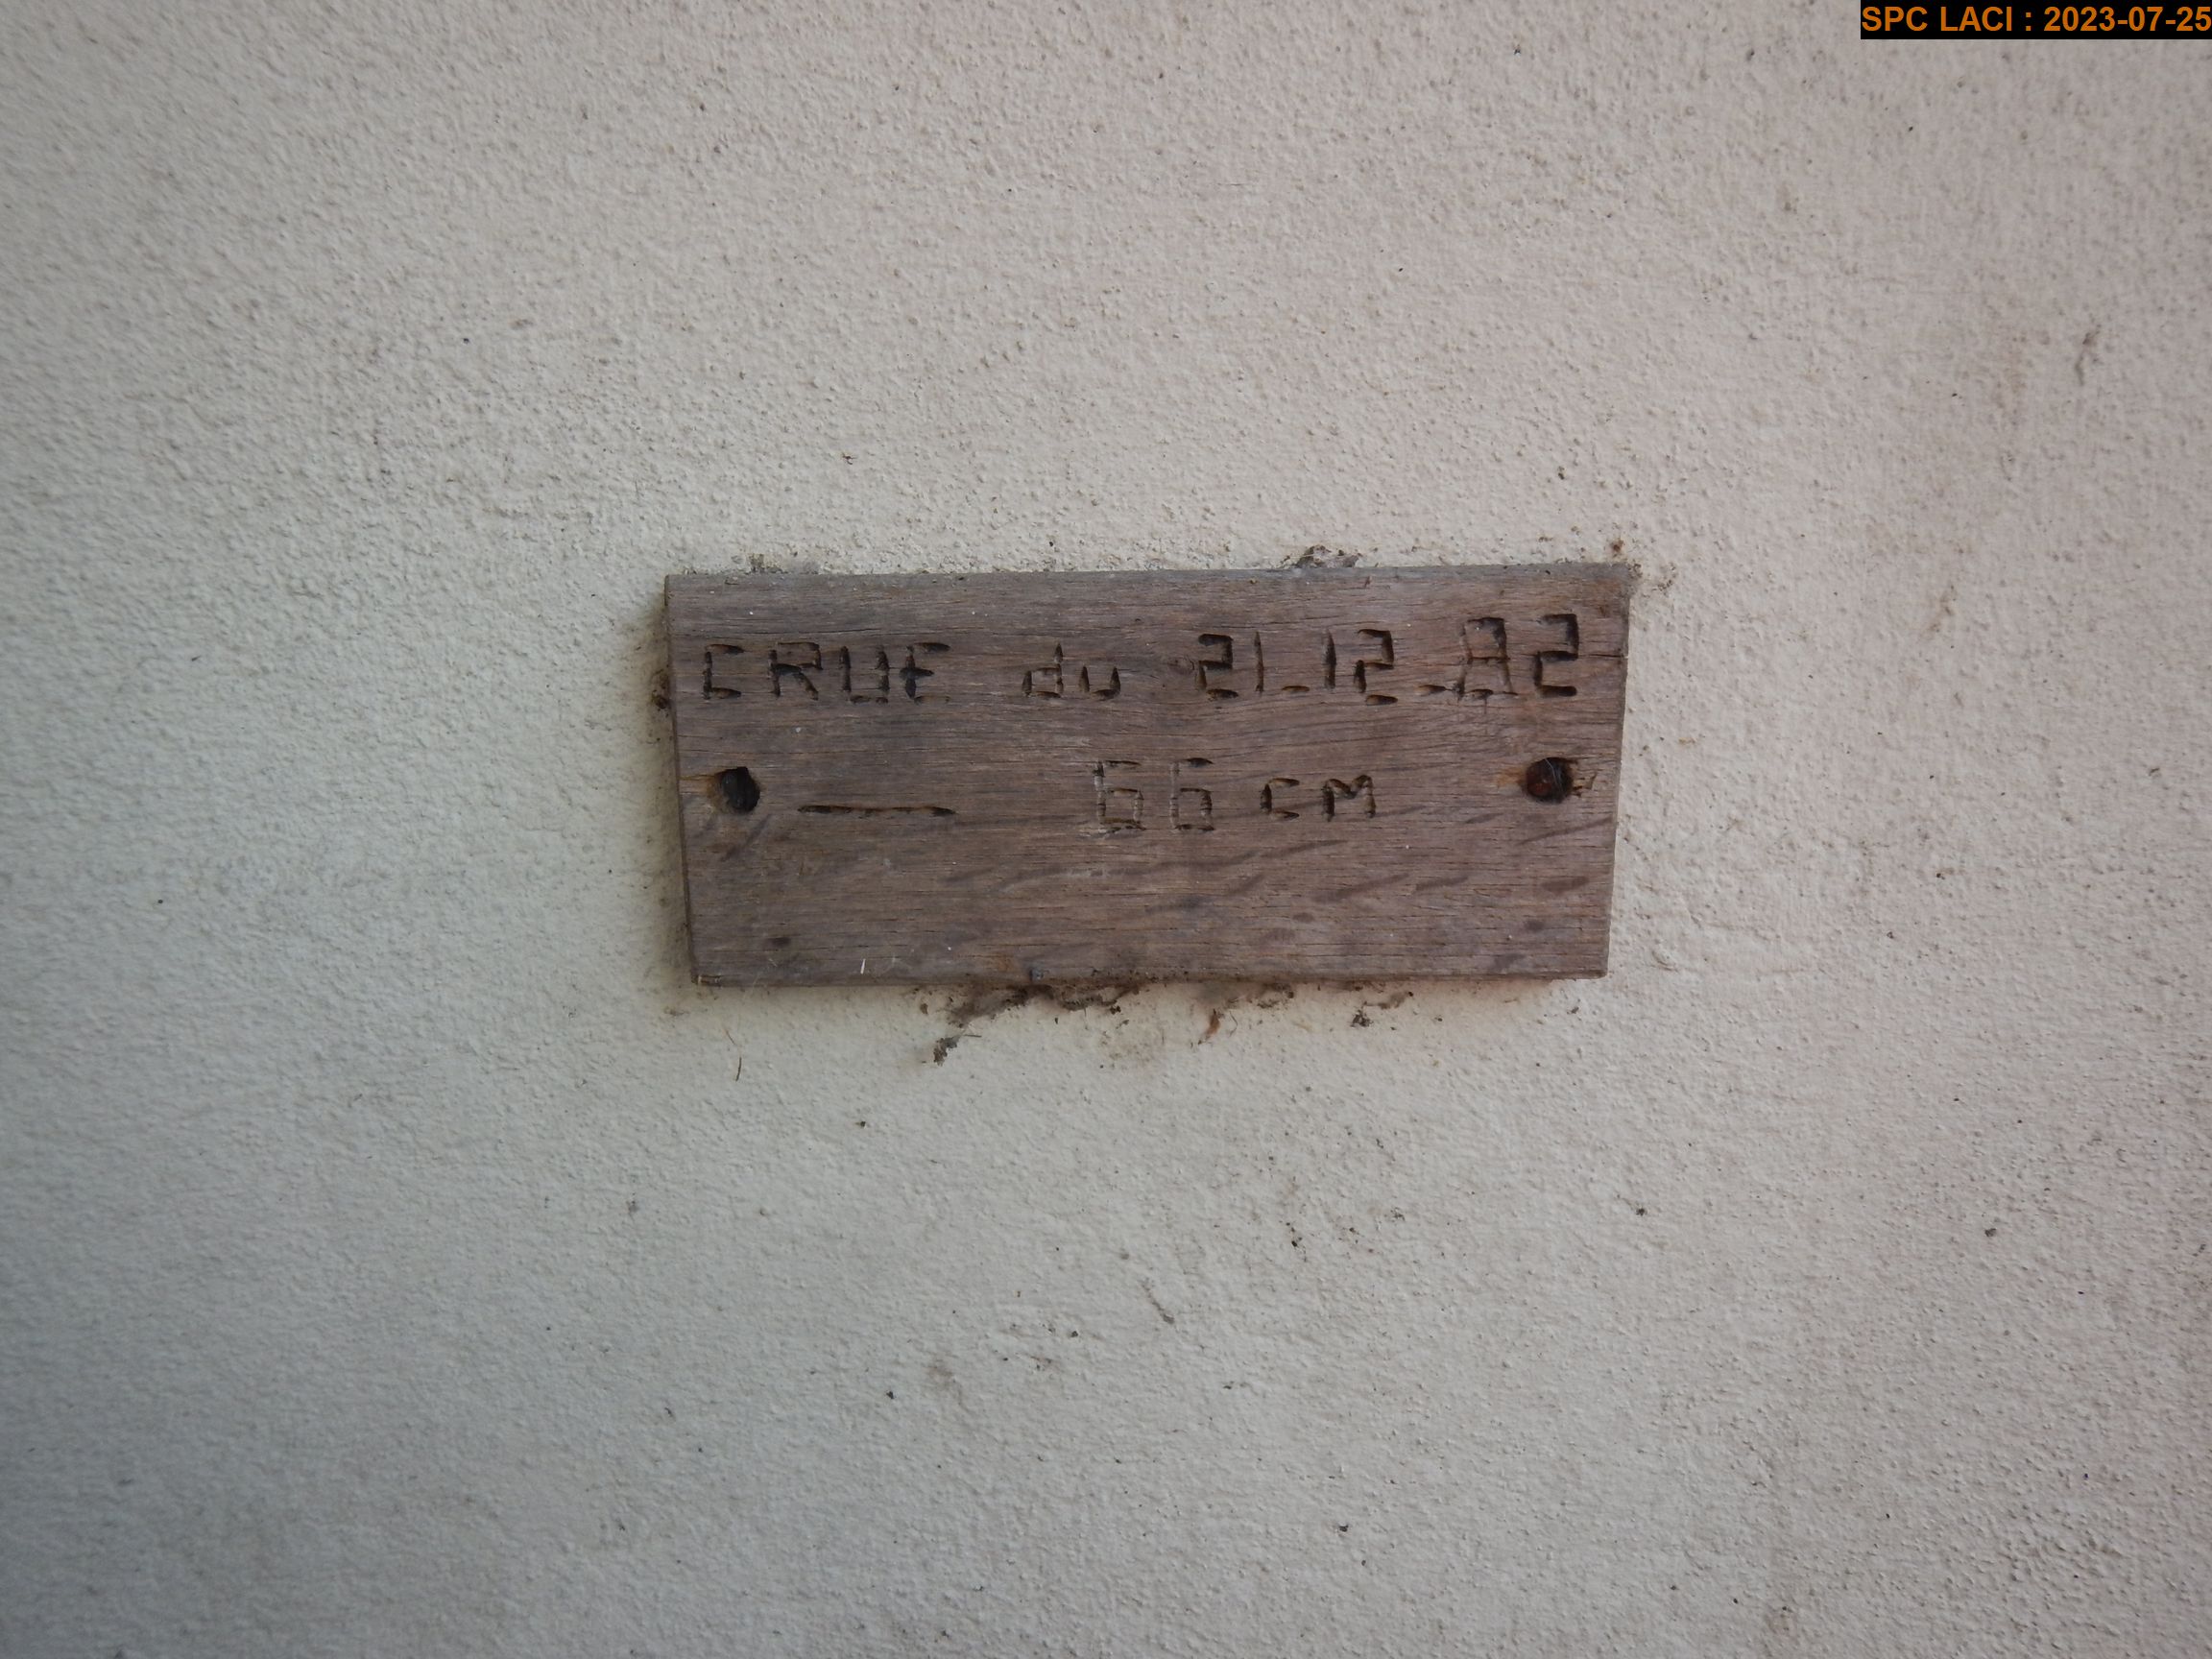 SPC LACI : 2023-07-25
CRUE du 21.12.82
— 66 cm